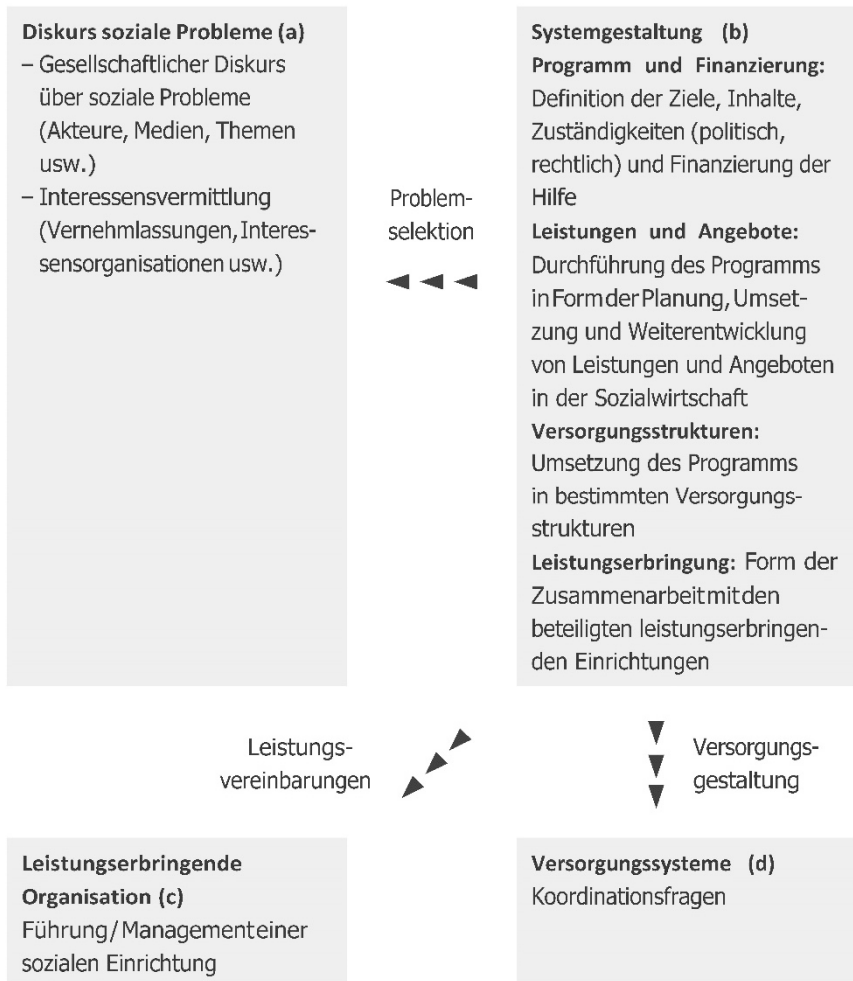 Diskurs soziale Probleme (a)
– Gesellschaftlicher Diskurs
über soziale Probleme
(Akteure, Medien, Themen
usw.)
– Interessensvermittlung
(Vernehmlassungen, Interes-
sensorganisationen usw.)
Problem-
selektion
Systemgestaltung (b)
Programm und Finanzierung:
Definition der Ziele, Inhalte,
Zuständigkeiten (politisch,
rechtlich) und Finanzierung der
Hilfe
Leistungen und Angebote:
Durchführung des Programms
in Form der Planung, Umset-
zung und Weiterentwicklung
von Leistungen und Angeboten
in der Sozialwirtschaft
Versorgungsstrukturen:
Umsetzung des Programms
in bestimmten Versorgungs-
strukturen
Leistungserbringung: Form der
Zusammenarbeit mit den
beteiligten leistungserbringen-
den Einrichtungen
Leistungs-
vereinbarungen
Versorgungs-
gestaltung
Leistungserbringende
Organisation (c)
Führung/Management einer
sozialen Einrichtung
Versorgungssysteme (d)
Koordinationsfragen